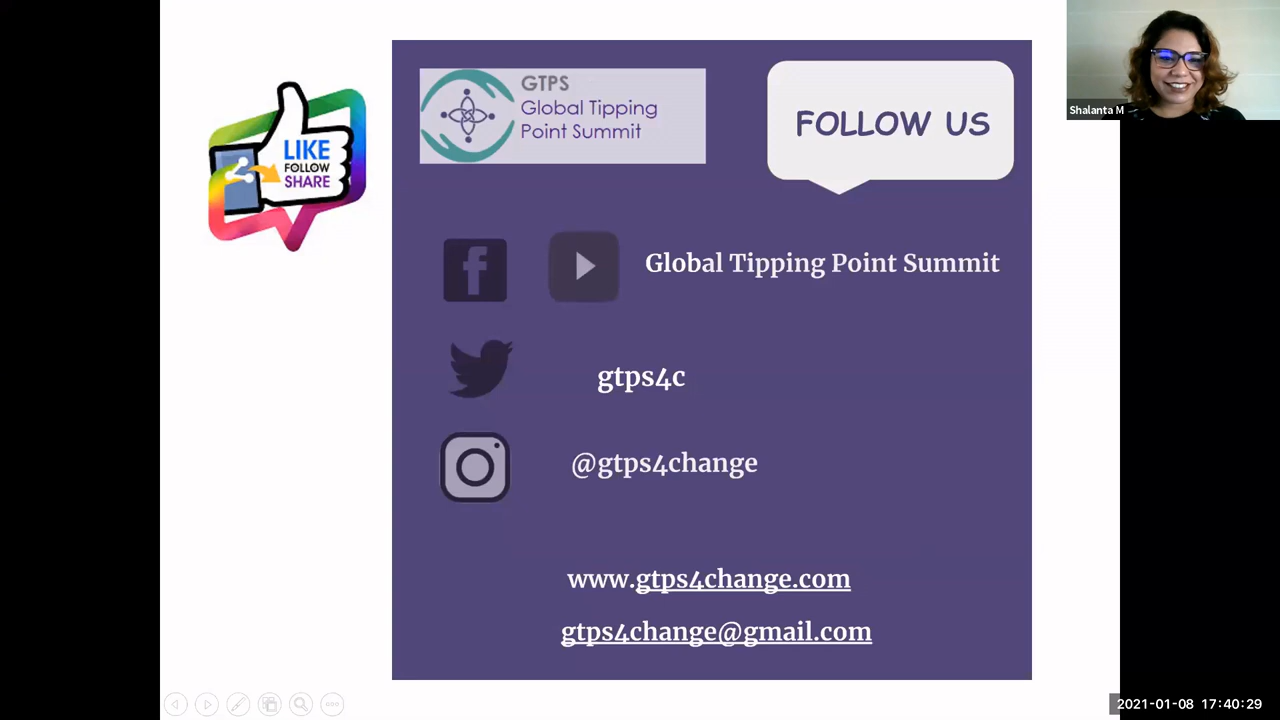 LIKE
FOLLOW
SHARE
GTPS
Global Tipping
Point Summit
FOLLOW US
Shalanta M
f
Global Tipping Point Summit
gtps4c
@gtps4change
www.gtps4change.com
gtps4change@gmail.com
2021-01-08 17:40:29